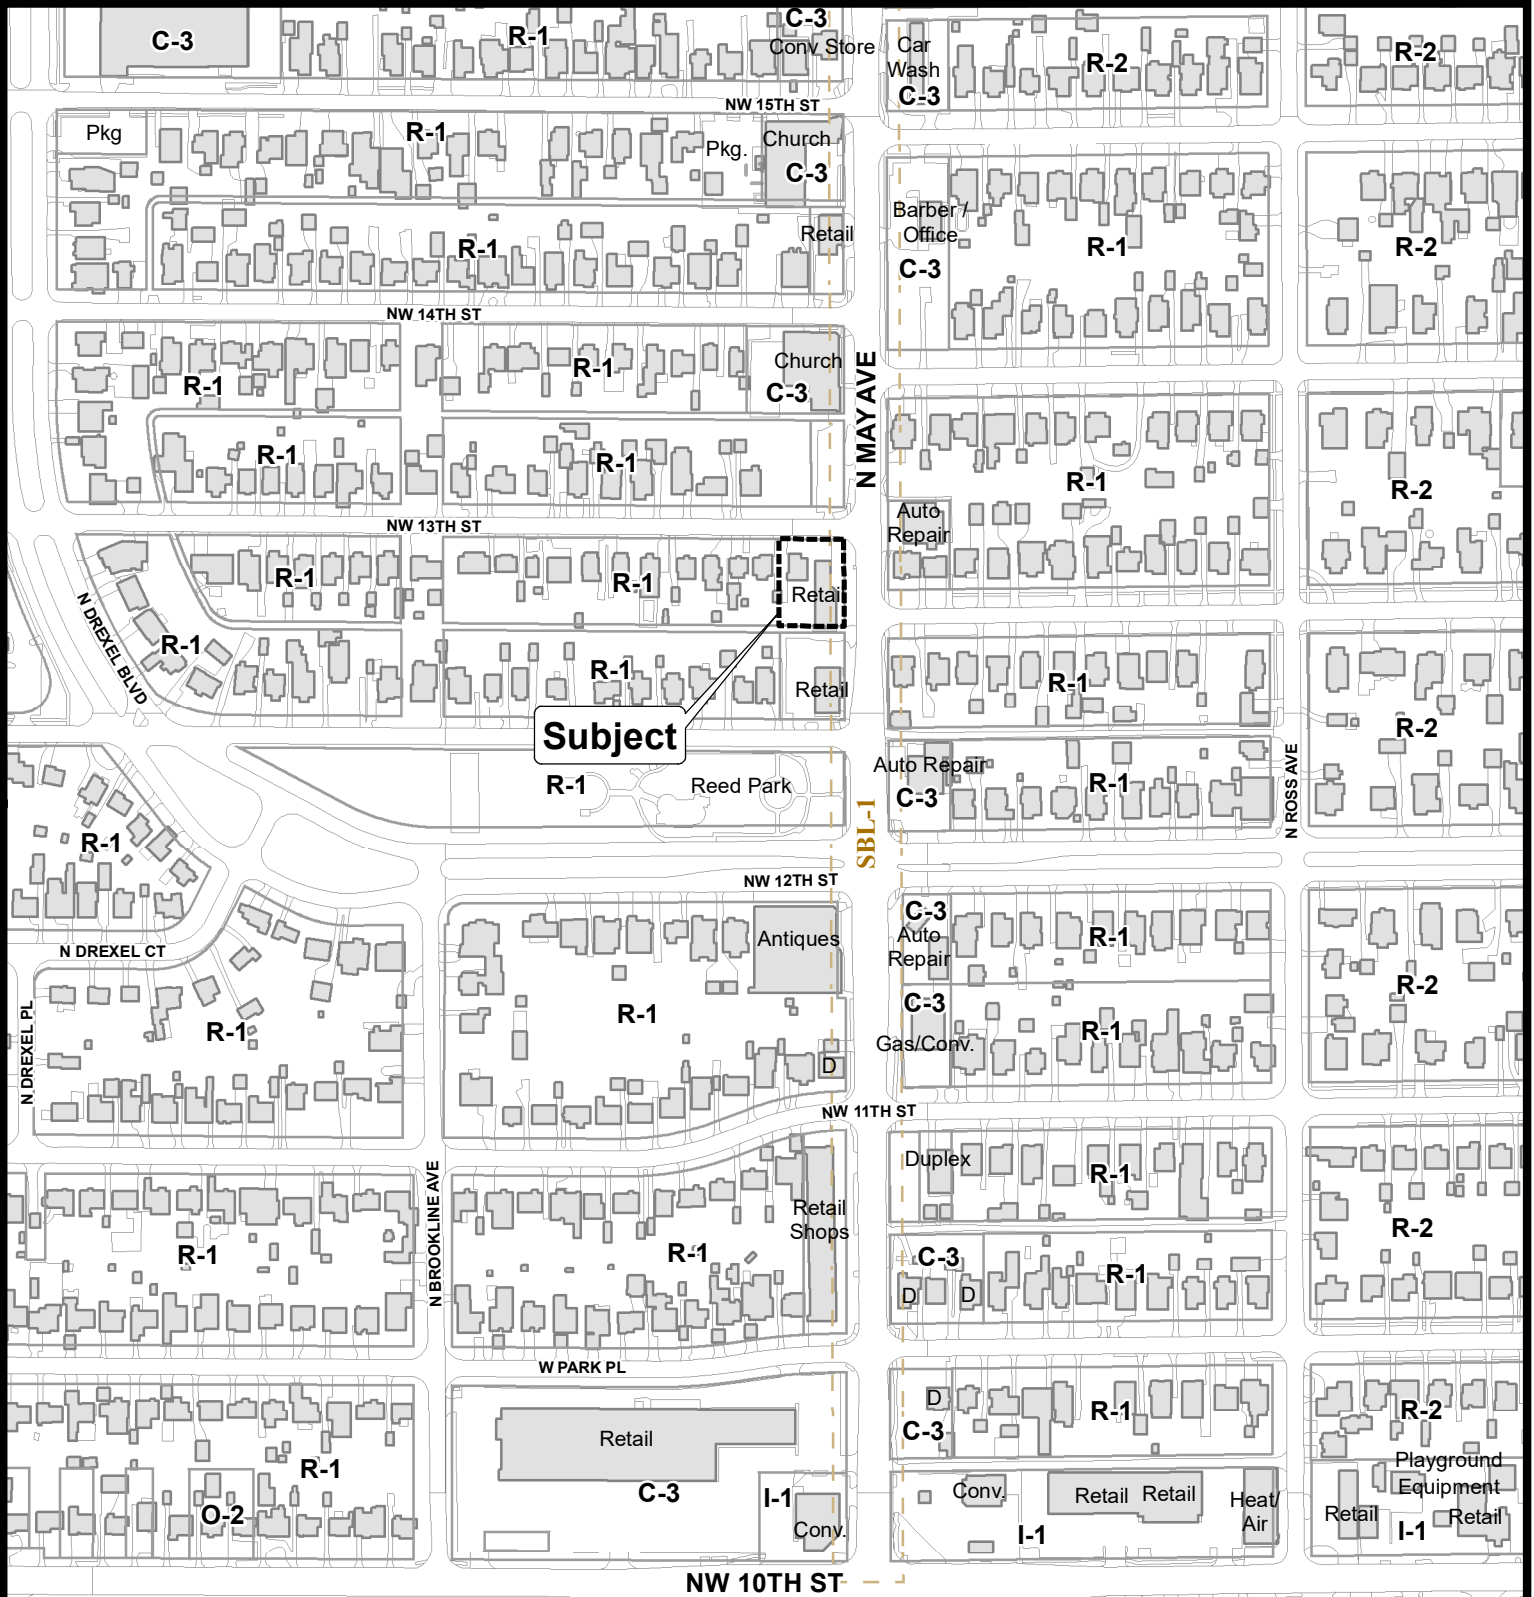 C-3
R-1
C-3
Conv Store
Car
Wash
C-3
R-2
R-2
NW 15TH ST
Pkg
R-1
Pkg.
Church
C-3
Retail
R-1
Barber /
Office
C-3
R-1
R-2
NW 14TH ST
R-1
R-1
Church
C-3
N MAY AVE
R-1
R-1
R-1
R-2
Auto
Repair
NW 13TH ST
R-1
R-1
Retail
N DREXEL BLVD
R-1
R-1
Retail
R-1
R-2
Subject
R-1
Reed Park
Auto Repair
C-3
R-1
N ROSS AVE
R-1
SBL-1
NW 12TH ST
N DREXEL CT
Antiques
C-3
Auto
Repair
R-1
R-2
N DREXEL PL
R-1
R-1
C-3
Gas/Conv.
R-1
D
NW 11TH ST
N BROOKLINE AVE
Duplex
R-1
Retail
Shops
R-1
R-1
R-2
C-3
R-1
D
D
W PARK PL
D
C-3
R-1
R-2
Retail
R-1
C-3
O-2
I-1
Conv.
Conv.
Retail
Retail
Heat/
Air
I-1
Playground
Equipment
Retail
Retail
I-1
NW 10TH ST